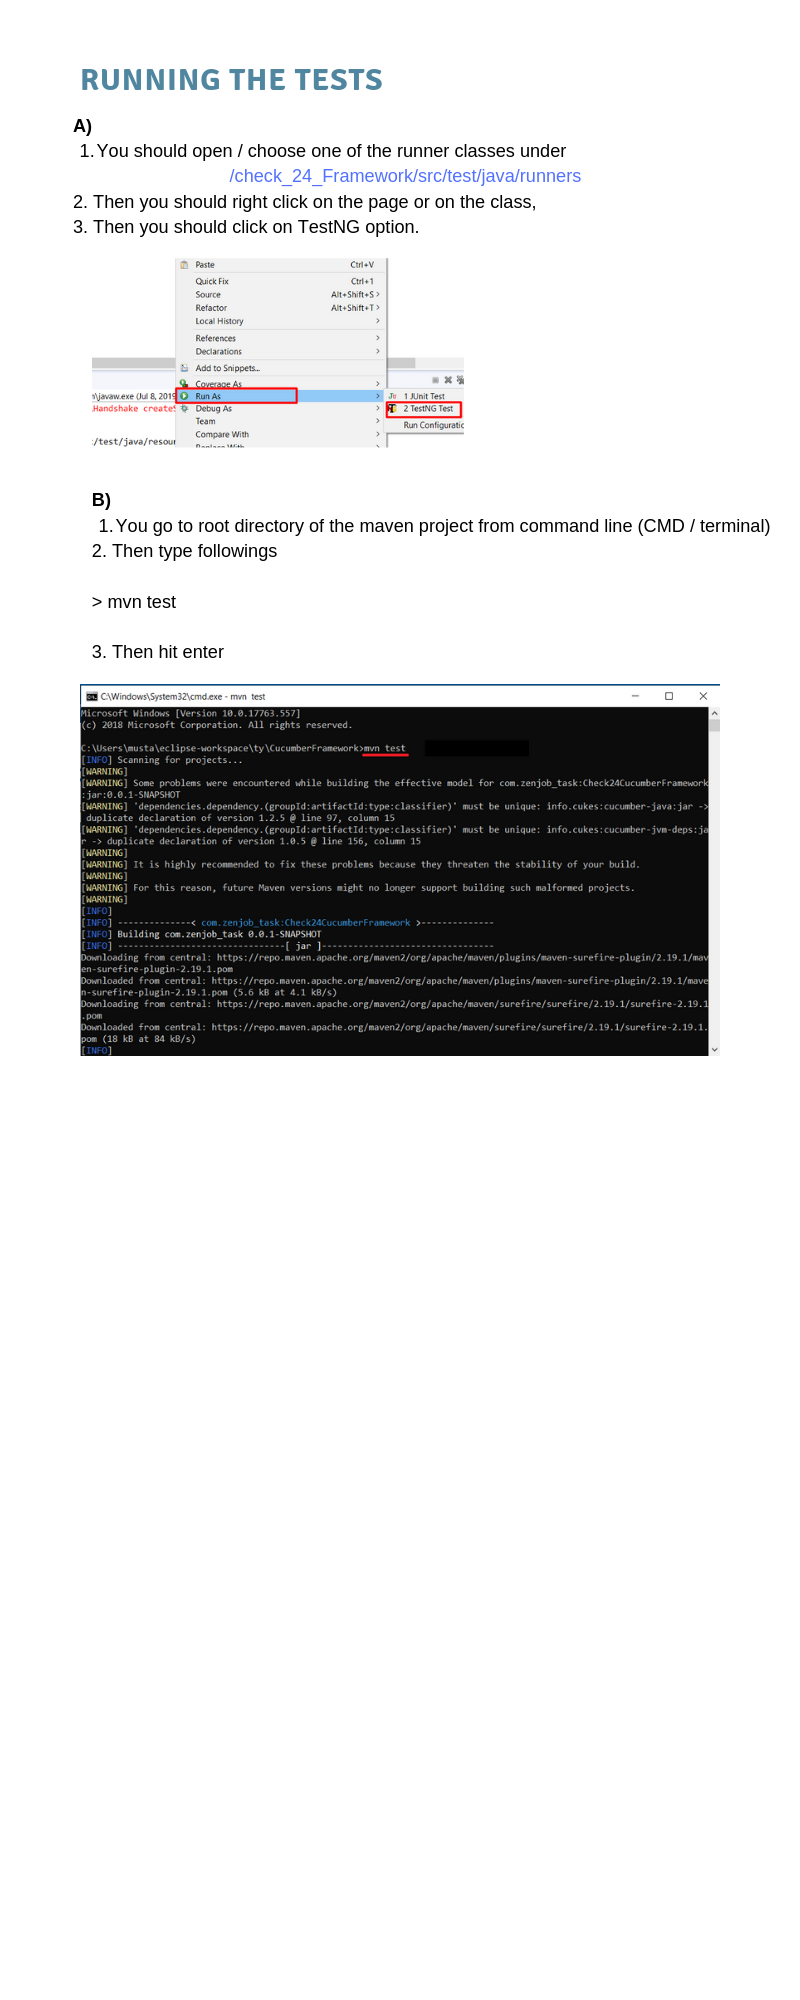 RUNNING THE TESTS
A)
1. You should open / choose one of the runner classes under
/check_24_Framework/src/test/java/runners
2. Then you should right click on the page or on the class,
3. Then you should click on TestNG option.
Paste Ctrl+V
Quick Fix Ctrl+1
Source Alt+Shift+S >
Refactor Alt+Shift+T >
Local History >
References >
Declarations >
Add to Snippets...
Coverage As >
n\javaw.exe (Jul 8, 2019 Run As > Ju 1 JUnit Test
Handshake create Debug As > 2 TestNG Test
Team >
Run Configuratio
Compare With >
:/test/java/resour Replace With
B)
1. You go to root directory of the maven project from command line (CMD / terminal)
2. Then type followings
> mvn test
3. Then hit enter
C:\Windows\System32\cmd.exe - mvn test
Microsoft Windows [Version 10.0.17763.557]
(c) 2018 Microsoft Corporation. All rights reserved.
C:\Users\musta\eclipse-workspace\ty\CucumberFramework>mvn test
[INFO] Scanning for projects...
[WARNING]
[WARNING] Some problems were encountered while building the effective model for com.zenjob_task:Check24CucumberFramework
:jar:0.0.1-SNAPSHOT
[WARNING] 'dependencies.dependency.(groupId:artifactId:type:classifier)' must be unique: info.cukes:cucumber-java:jar ->
duplicate declaration of version 1.2.5 @ line 97, column 15
[WARNING] 'dependencies.dependency.(groupId:artifactId:type:classifier)' must be unique: info.cukes:cucumber-jvm-deps:ja
r -> duplicate declaration of version 1.0.5 @ line 156, column 15
[WARNING]
[WARNING] It is highly recommended to fix these problems because they threaten the stability of your build.
[WARNING]
[WARNING] For this reason, future Maven versions might no longer support building such malformed projects.
[WARNING]
[INFO]
[INFO] --------------< com.zenjob_task:Check24CucumberFramework >--------------
[INFO] Building com.zenjob_task 0.0.1-SNAPSHOT
[INFO] --------------------------------[ jar ]---------------------------------
Downloading from central: https://repo.maven.apache.org/maven2/org/apache/maven/plugins/maven-surefire-plugin/2.19.1/mav
en-surefire-plugin-2.19.1.pom
Downloaded from central: https://repo.maven.apache.org/maven2/org/apache/maven/plugins/maven-surefire-plugin/2.19.1/mave
n-surefire-plugin-2.19.1.pom (5.6 kB at 4.1 kB/s)
Downloading from central: https://repo.maven.apache.org/maven2/org/apache/maven/surefire/surefire/2.19.1/surefire-2.19.1
.pom
Downloaded from central: https://repo.maven.apache.org/maven2/org/apache/maven/surefire/surefire/2.19.1/surefire-2.19.1.
pom (18 kB at 84 kB/s)
[INFO]